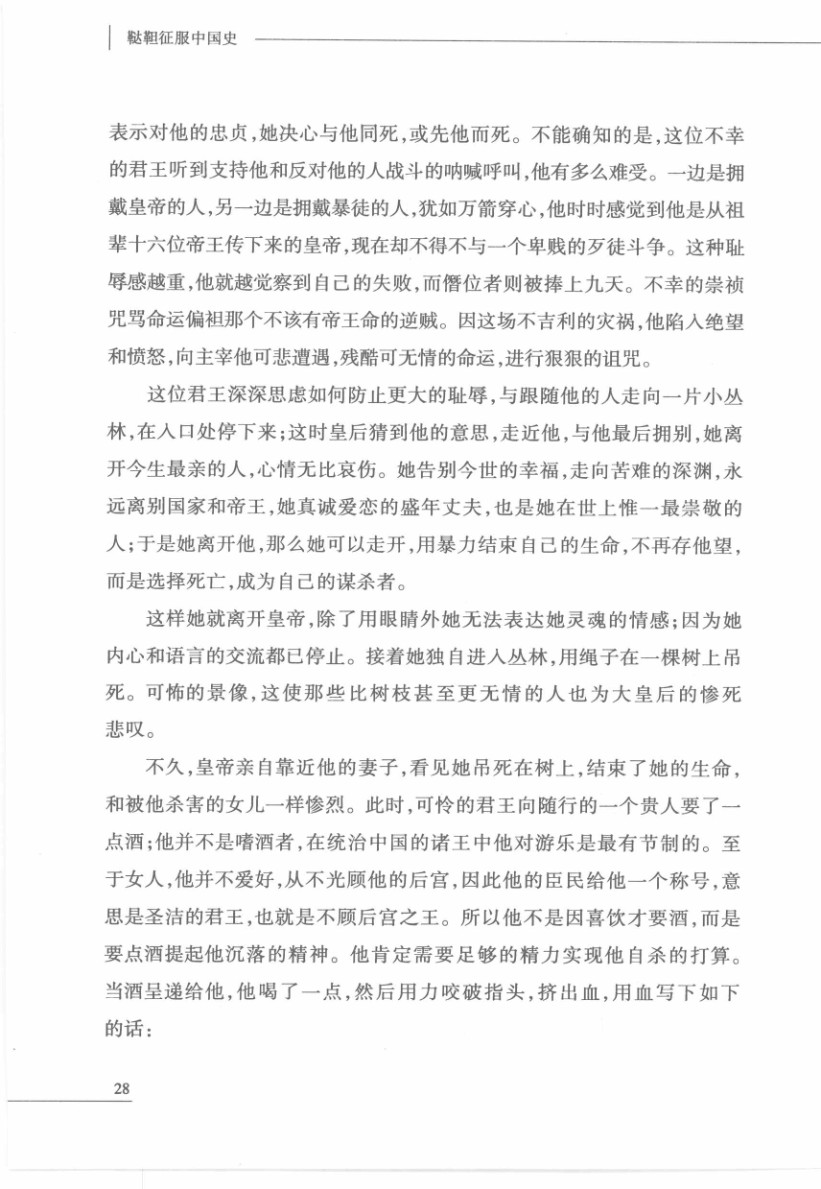 鞑靼征服中国史
表示对他的忠贞,她决心与他同死,或先他而死。不能确知的是,这位不幸
的君王听到支持他和反对他的人战斗的呐喊呼叫,他有多么难受。一边是拥
戴皇帝的人,另一边是拥戴暴徒的人,犹如万箭穿心,他时时感觉到他是从祖
辈十六位帝王传下来的皇帝,现在却不得不与一个卑贱的歹徒斗争。这种耻
辱感越重,他就越觉察到自己的失败,而僭位者则被捧上九天。不幸的崇祯
咒骂命运偏袒那个不该有帝王命的逆贼。因这场不吉利的灾祸,他陷入绝望
和愤怒,向主宰他可悲遭遇,残酷可无情的命运,进行狠狠的诅咒。
这位君王深深思虑如何防止更大的耻辱,与跟随他的人走向一片小丛
林,在入口处停下来;这时皇后猜到他的意思,走近他,与他最后拥别,她离
开今生最亲的人,心情无比哀伤。她告别今世的幸福,走向苦难的深渊,永
远离别国家和帝王,她真诚爱恋的盛年丈夫,也是她在世上惟一最崇敬的
人;于是她离开他,那么她可以走开,用暴力结束自己的生命,不再存他望,
而是选择死亡,成为自己的谋杀者。
这样她就离开皇帝,除了用眼睛外她无法表达她灵魂的情感;因为她
内心和语言的交流都已停止。接着她独自进入丛林,用绳子在一棵树上吊
死。可怖的景像,这使那些比树枝甚至更无情的人也为大皇后的惨死
悲叹。
不久,皇帝亲自靠近他的妻子,看见她吊死在树上,结束了她的生命,
和被他杀害的女儿一样惨烈。此时,可怜的君王向随行的一个贵人要了一
点酒;他并不是嗜酒者,在统治中国的诸王中他对游乐是最有节制的。至
于女人,他并不爱好,从不光顾他的后宫,因此他的臣民给他一个称号,意
思是圣洁的君王,也就是不顾后宫之王。所以他不是因喜饮才要酒,而是
要点酒提起他沉落的精神。他肯定需要足够的精力实现他自杀的打算。
当酒呈递给他,他喝了一点,然后用力咬破指头,挤出血,用血写下如下
的话:
28